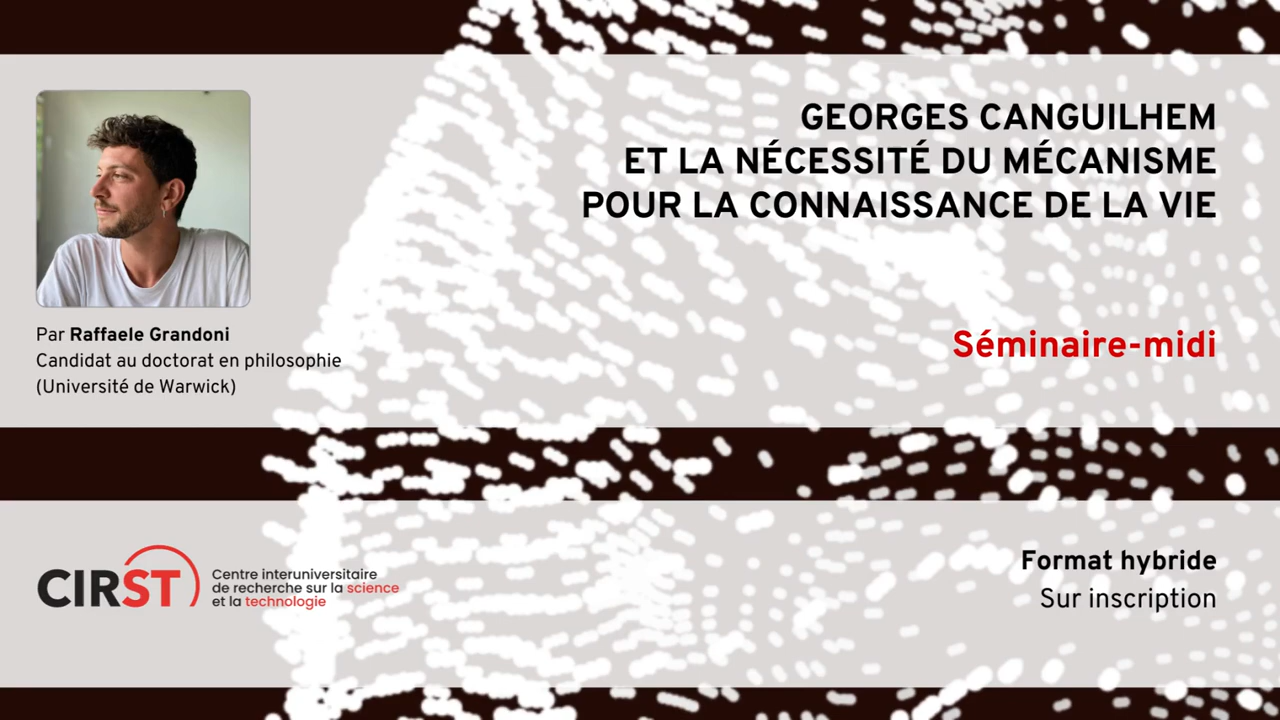 GEORGES CANGUILHEM
ET LA NÉCESSITÉ DU MÉCANISME
POUR LA CONNAISSANCE DE LA VIE
Séminaire-midi
Par Raffaele Grandoni
Candidat au doctorat en philosophie
(Université de Warwick)
CIRST
Centre interuniversitaire
de recherche sur la science
et la technologie
Format hybride
Sur inscription